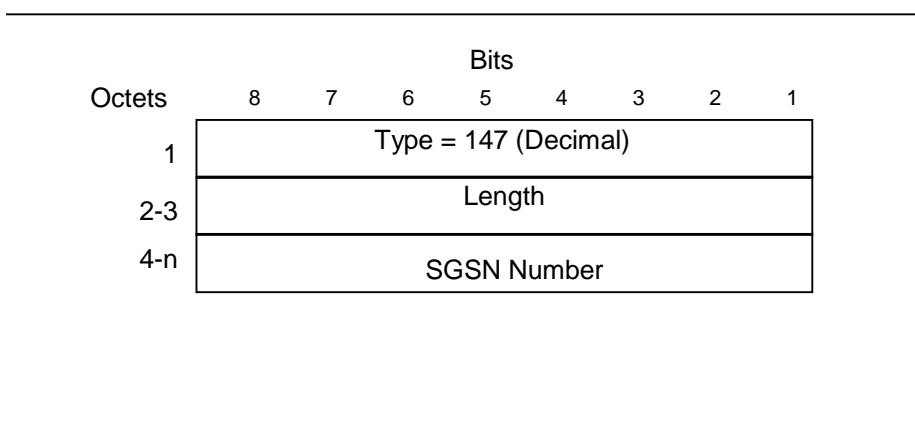 Bits
Octets 8 7 6 5 4 3 2 1
1 Type = 147 (Decimal)
2-3 Length
4-n SGSN Number